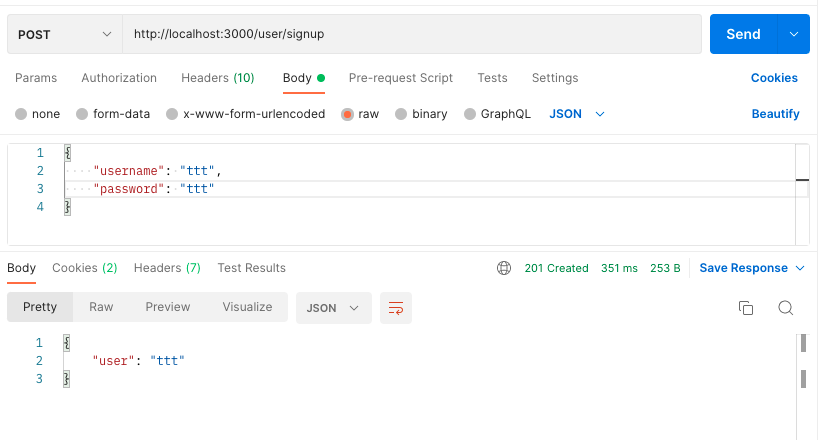 POST http://localhost:3000/user/signup Send
Params Authorization Headers (10) Body Pre-request Script Tests Settings Cookies
none form-data x-www-form-urlencoded raw binary GraphQL JSON Beautify
1 {
2 "username": "ttt",
3 "password": "ttt"
4 }
Body Cookies (2) Headers (7) Test Results 201 Created 351 ms 253 B Save Response
Pretty Raw Preview Visualize JSON
1 {
2 "user": "ttt"
3 }